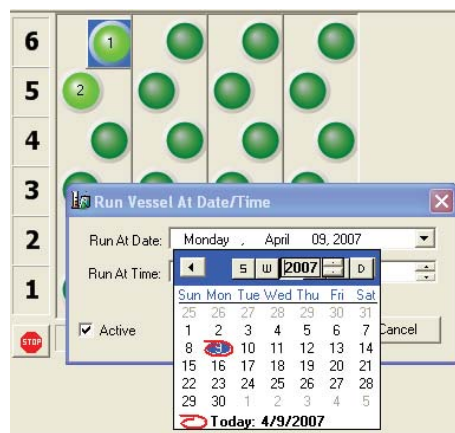 6
1
5
2
4
3
Run Vessel At Date/Time
2
Run At Date: Monday , April 09, 2007
Run At Time:
S W 2007 D
1
Sun Mon Tue Wed Thu Fri Sat
25 26 27 28 29 30 31
STOP
Active
1 2 3 4 5 6 7
Cancel
8 9 10 11 12 13 14
15 16 17 18 19 20 21
22 23 24 25 26 27 28
29 30 1 2 3 4 5
Today: 4/9/2007